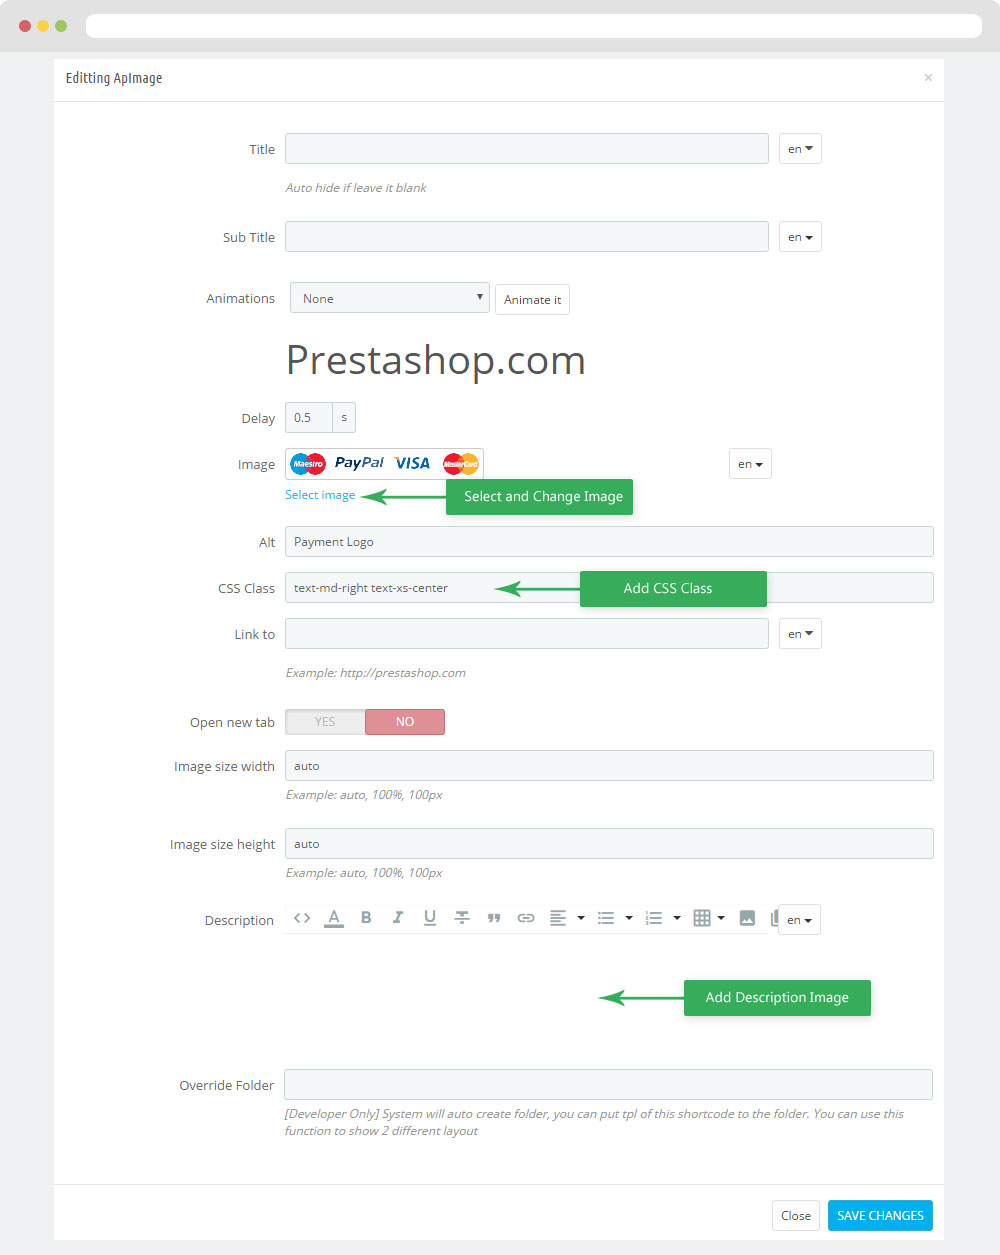 Editting ApImage ×
Title en
Auto hide if leave it blank
Sub Title en
Animations None Animate it
Prestashop.com
Delay 0.5 s
Image Maestro PayPal VISA MasterCard en
Select image Select and Change Image
Alt Payment Logo
CSS Class text-md-right text-xs-center Add CSS Class
Link to en
Example: http://prestashop.com
Open new tab YES NO
Image size width auto
Example: auto, 100%, 100px
Image size height auto
Example: auto, 100%, 100px
Description A B I U en
Add Description Image
Override Folder
[Developer Only] System will auto create folder, you can put tpl of this shortcode to the folder. You can use this
function to show 2 different layout
Close SAVE CHANGES